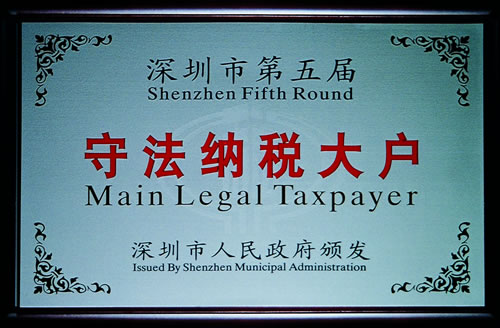 深圳市第五届
Shenzhen Fifth Round
守法纳税大户
Main Legal Taxpayer
深圳市人民政府颁发
Issued By Shenzhen Municipal Administration